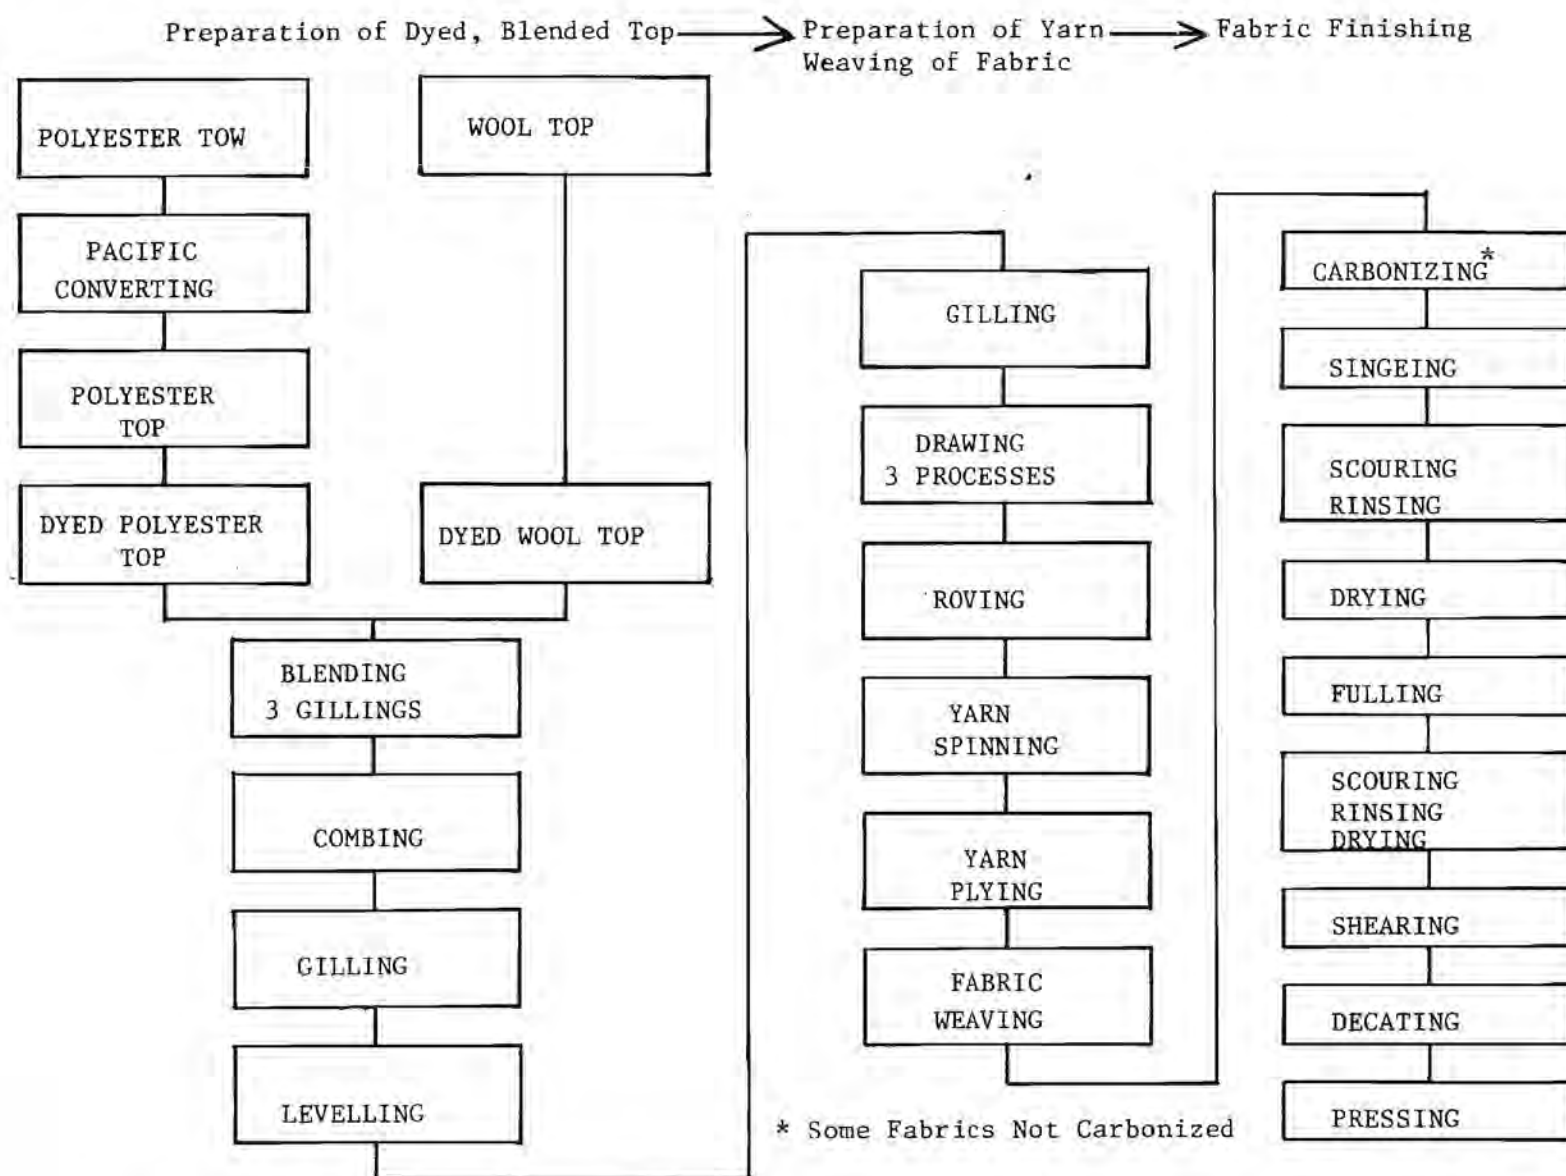 Preparation of Dyed, Blended Top → Preparation of Yarn → Fabric Finishing
Weaving of Fabric
POLYESTER TOW
PACIFIC
CONVERTING
POLYESTER
TOP
DYED POLYESTER
TOP
WOOL TOP
DYED WOOL TOP
BLENDING
3 GILLINGS
COMBING
GILLING
LEVELLING
GILLING
DRAWING
3 PROCESSES
ROVING
YARN
SPINNING
YARN
PLYING
FABRIC
WEAVING
CARBONIZING*
SINGEING
SCOURING
RINSING
DRYING
FULLING
SCOURING
RINSING
DRYING
SHEARING
DECATING
PRESSING
* Some Fabrics Not Carbonized